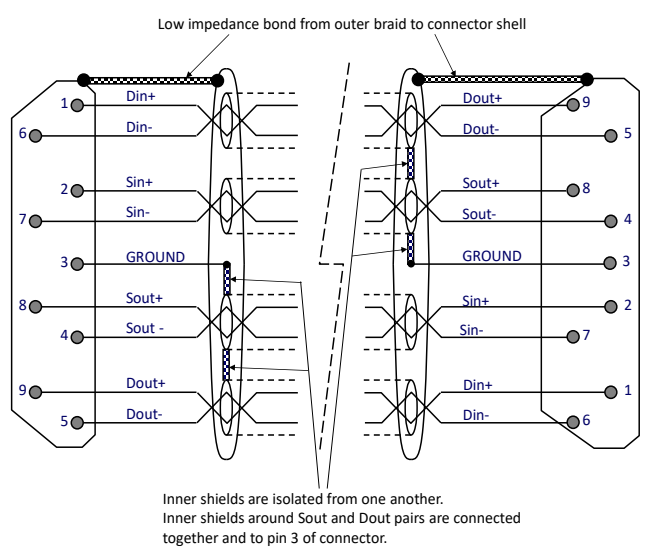 Low impedance bond from outer braid to connector shell
1 Din+ Dout+ 9
6 Din- Dout- 5
2 Sin+ Sout+ 8
7 Sin- Sout- 4
3 GROUND GROUND 3
8 Sout+ Sin+ 2
4 Sout - Sin- 7
9 Dout+ Din+ 1
5 Dout- Din- 6
Inner shields are isolated from one another.
Inner shields around Sout and Dout pairs are connected
together and to pin 3 of connector.